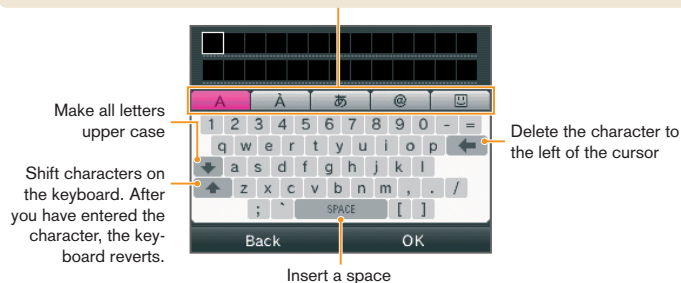 A À あ @
1 2 3 4 5 6 7 8 9 0 - =
q w e r t y u i o p
a s d f g h j k l
z x c v b n m , . /
; ` SPACE [ ]
Back OK
Make all letters
upper case
Shift characters on
the keyboard. After
you have entered the
character, the key-
board reverts.
Delete the character to
the left of the cursor
Insert a space